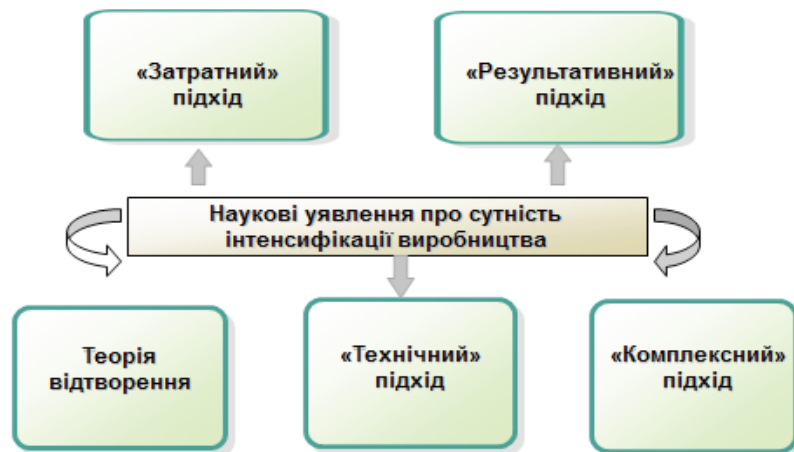 «Затратний»
підхід
«Результативний»
підхід
Наукові уявлення про сутність
інтенсифікації виробництва
Теорія
відтворення
«Технічний»
підхід
«Комплексний»
підхід